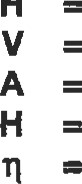 H =
V =
A =
H =
η =